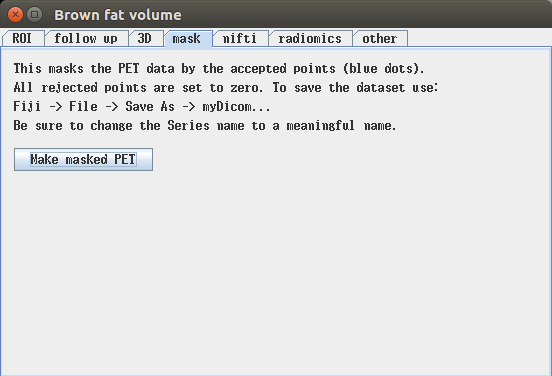 Brown fat volume
ROI follow up 3D mask nifti radiomics other
This masks the PET data by the accepted points (blue dots).
All rejected points are set to zero. To save the dataset use:
Fiji -> File -> Save As -> myDicom...
Be sure to change the Series name to a meaningful name.
Make masked PET